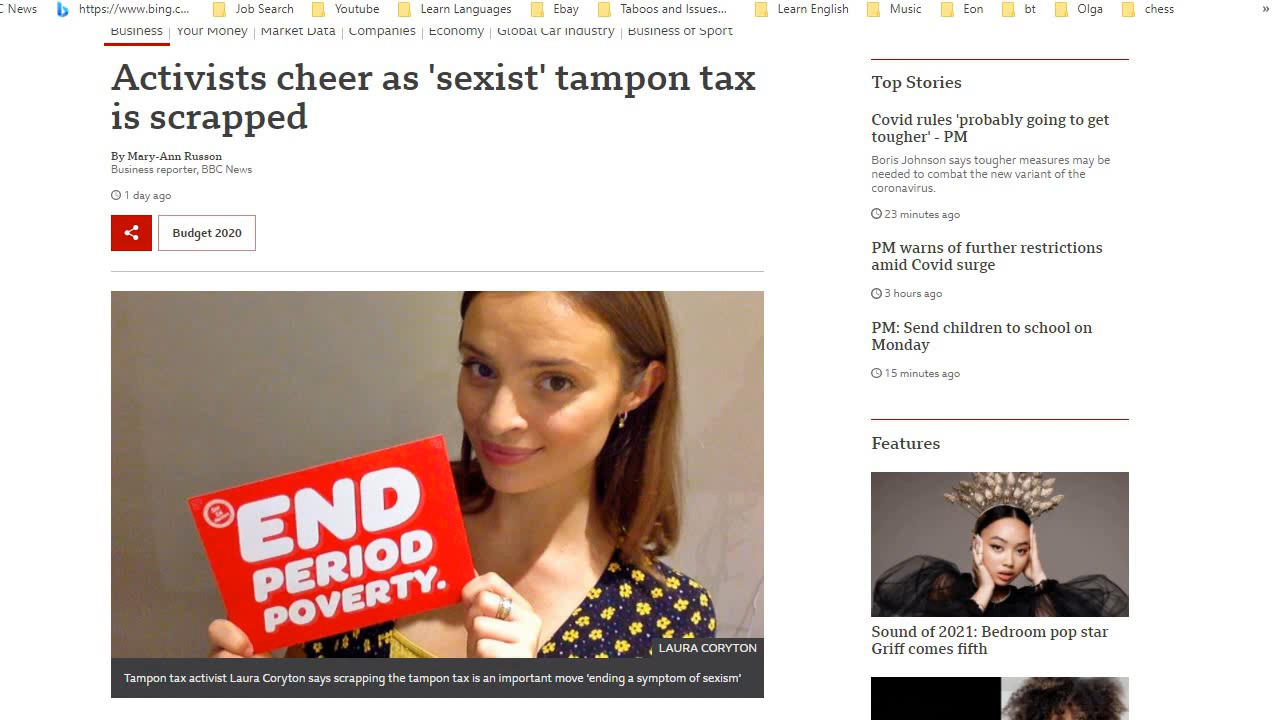 C News
https://www.bing.c...
Job Search
Youtube
Learn Languages
Ebay
Taboos and Issues...
Learn English
Music
Eon
bt
Olga
chess
»
Business
Your Money
Market Data
Companies
Economy
Global Car Industry
Business of Sport
Activists cheer as 'sexist' tampon tax
is scrapped
By Mary-Ann Russon
Business reporter, BBC News
1 day ago
Budget 2020
END
PERIOD
POVERTY.
LAURA CORYTON
Tampon tax activist Laura Coryton says scrapping the tampon tax is an important move 'ending a symptom of sexism'
Top Stories
Covid rules 'probably going to get
tougher' - PM
Boris Johnson says tougher measures may be
needed to combat the new variant of the
coronavirus.
23 minutes ago
PM warns of further restrictions
amid Covid surge
3 hours ago
PM: Send children to school on
Monday
15 minutes ago
Features
Sound of 2021: Bedroom pop star
Griff comes fifth